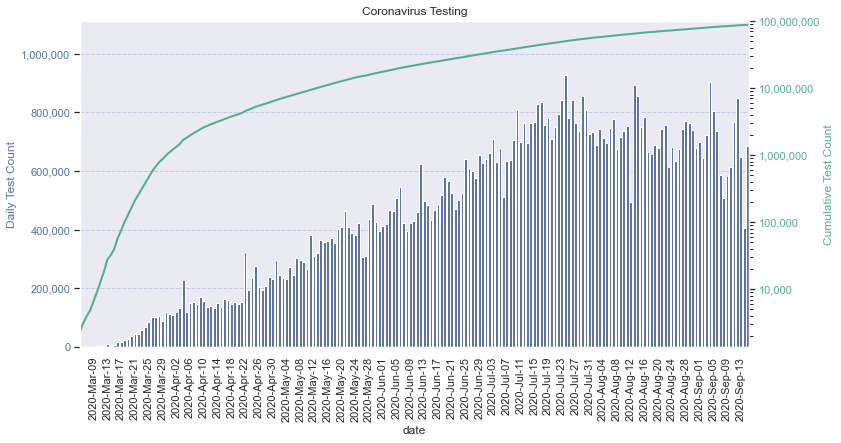 Coronavirus Testing
Daily Test Count
1,000,000
800,000
600,000
400,000
200,000
0
100,000,000
10,000,000
1,000,000
100,000
10,000
Cumulative Test Count
2020-Mar-09
2020-Mar-13
2020-Mar-17
2020-Mar-21
2020-Mar-25
2020-Mar-29
2020-Apr-02
2020-Apr-06
2020-Apr-10
2020-Apr-14
2020-Apr-18
2020-Apr-22
2020-Apr-26
2020-Apr-30
2020-May-04
2020-May-08
2020-May-12
2020-May-16
2020-May-20
2020-May-24
2020-May-28
2020-Jun-01
2020-Jun-05
2020-Jun-09
2020-Jun-13
2020-Jun-17
2020-Jun-21
2020-Jun-25
2020-Jun-29
2020-Jul-03
2020-Jul-07
2020-Jul-11
2020-Jul-15
2020-Jul-19
2020-Jul-23
2020-Jul-27
2020-Jul-31
2020-Aug-04
2020-Aug-08
2020-Aug-12
2020-Aug-16
2020-Aug-20
2020-Aug-24
2020-Aug-28
2020-Sep-01
2020-Sep-05
2020-Sep-09
2020-Sep-13
date